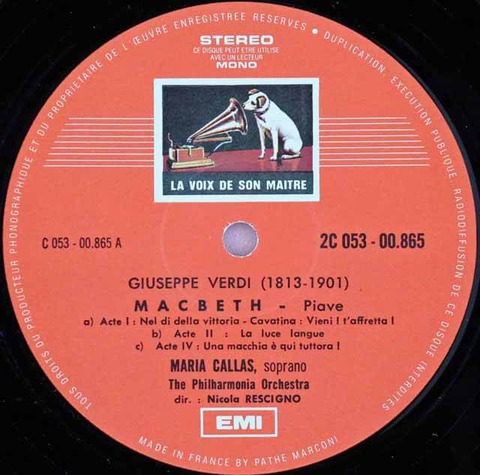 TOUS DROITS DU PRODUCTEUR PHONOGRAPHIQUE ET DU PROPRIETAIRE DE L'ŒUVRE ENREGISTREE RESERVES • DUPLICATION, EXECUTION PUBLIQUE, RADIODIFFUSION DE CE DISQUE INTERDITES •
STEREO
CE DISQUE PEUT ETRE UTILISE
AVEC UN LECTEUR
MONO
LA VOIX DE SON MAITRE
C 053 - 00.865 A
2C 053 - 00.865
GIUSEPPE VERDI (1813-1901)
MACBETH - Piave
a) Acte I : Nel di della vittoria - Cavatina : Vieni ! t'affretta !
b) Acte II : La luce langue
c) Acte IV : Una macchia è qui tuttora !
MARIA CALLAS, soprano
The Philharmonia Orchestra
dir. : Nicola RESCIGNO
EMI
MADE IN FRANCE BY PATHE MARCONI